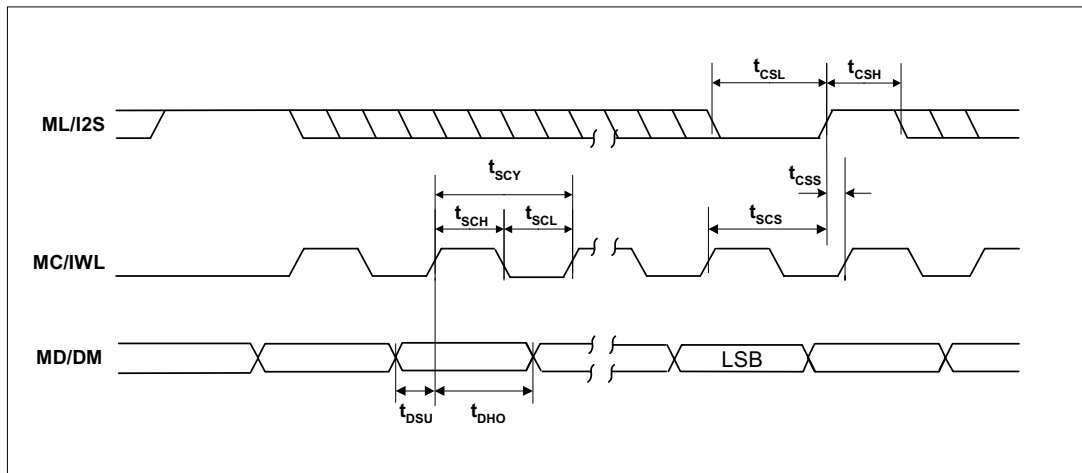 tCSL tCSH
ML/I2S
tSCY
tCSS
tSCH tSCL tSCS
MC/IWL
MD/DM LSB
tDSU tDHO